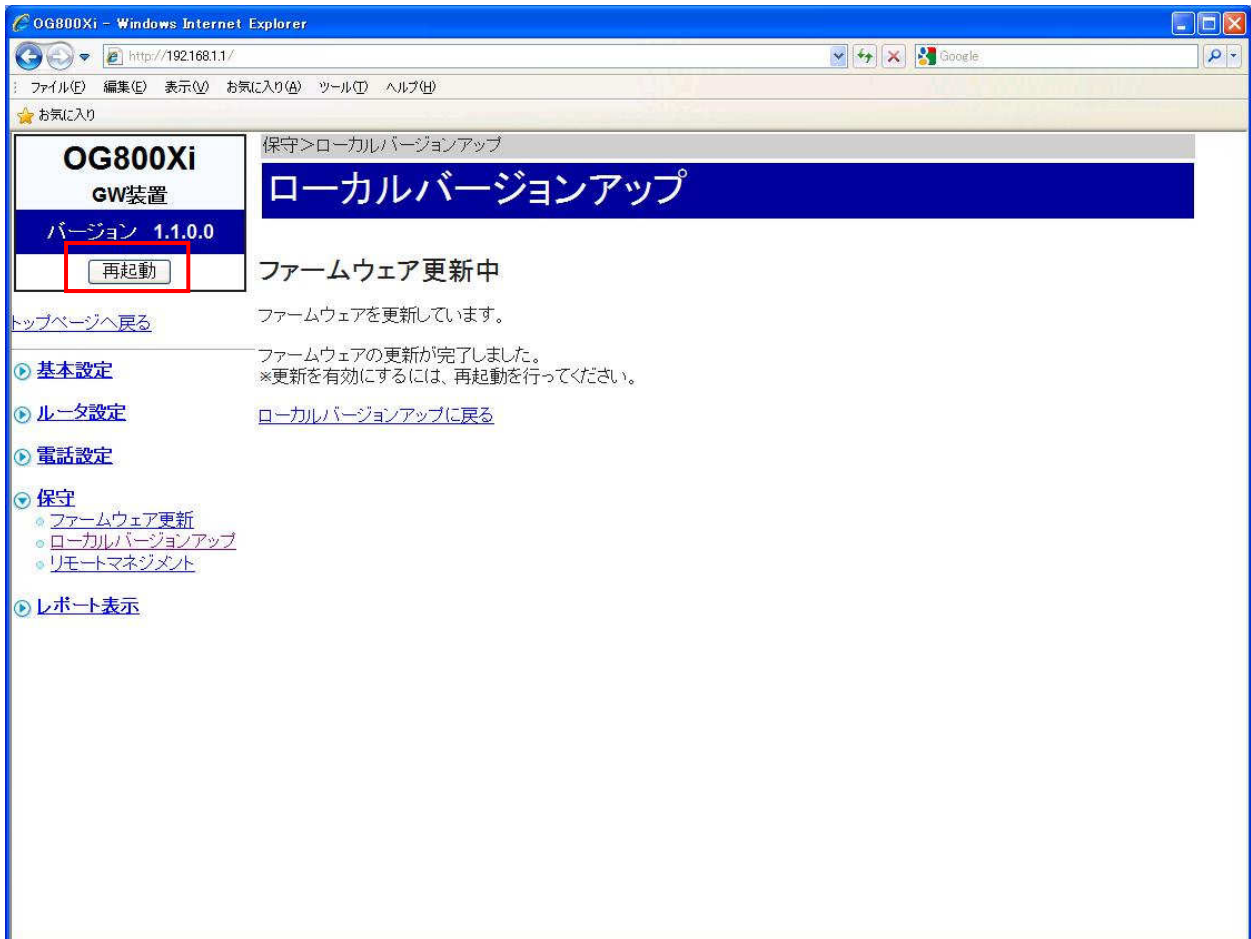 OG800Xi - Windows Internet Explorer
http://192.168.1.1/
Google
ファイル(F) 編集(E) 表示(V) お気に入り(A) ツール(T) ヘルプ(H)
お気に入り
OG800Xi
GW装置
バージョン 1.1.0.0
再起動
トップページへ戻る
基本設定
ルータ設定
電話設定
保守
ファームウェア更新
ローカルバージョンアップ
リモートマネジメント
レポート表示
保守>ローカルバージョンアップ
ローカルバージョンアップ
ファームウェア更新中
ファームウェアを更新しています。
ファームウェアの更新が完了しました。
※更新を有効にするには、再起動を行ってください。
ローカルバージョンアップに戻る